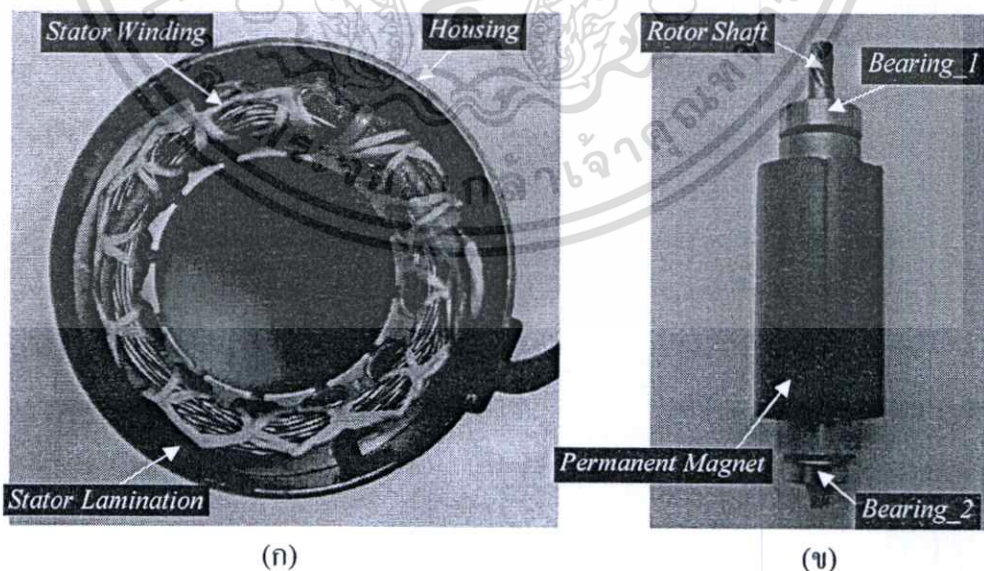 Stator Winding
Housing
Stator Lamination
(ก)
Rotor Shaft
Bearing_1
Permanent Magnet
Bearing_2
(ข)